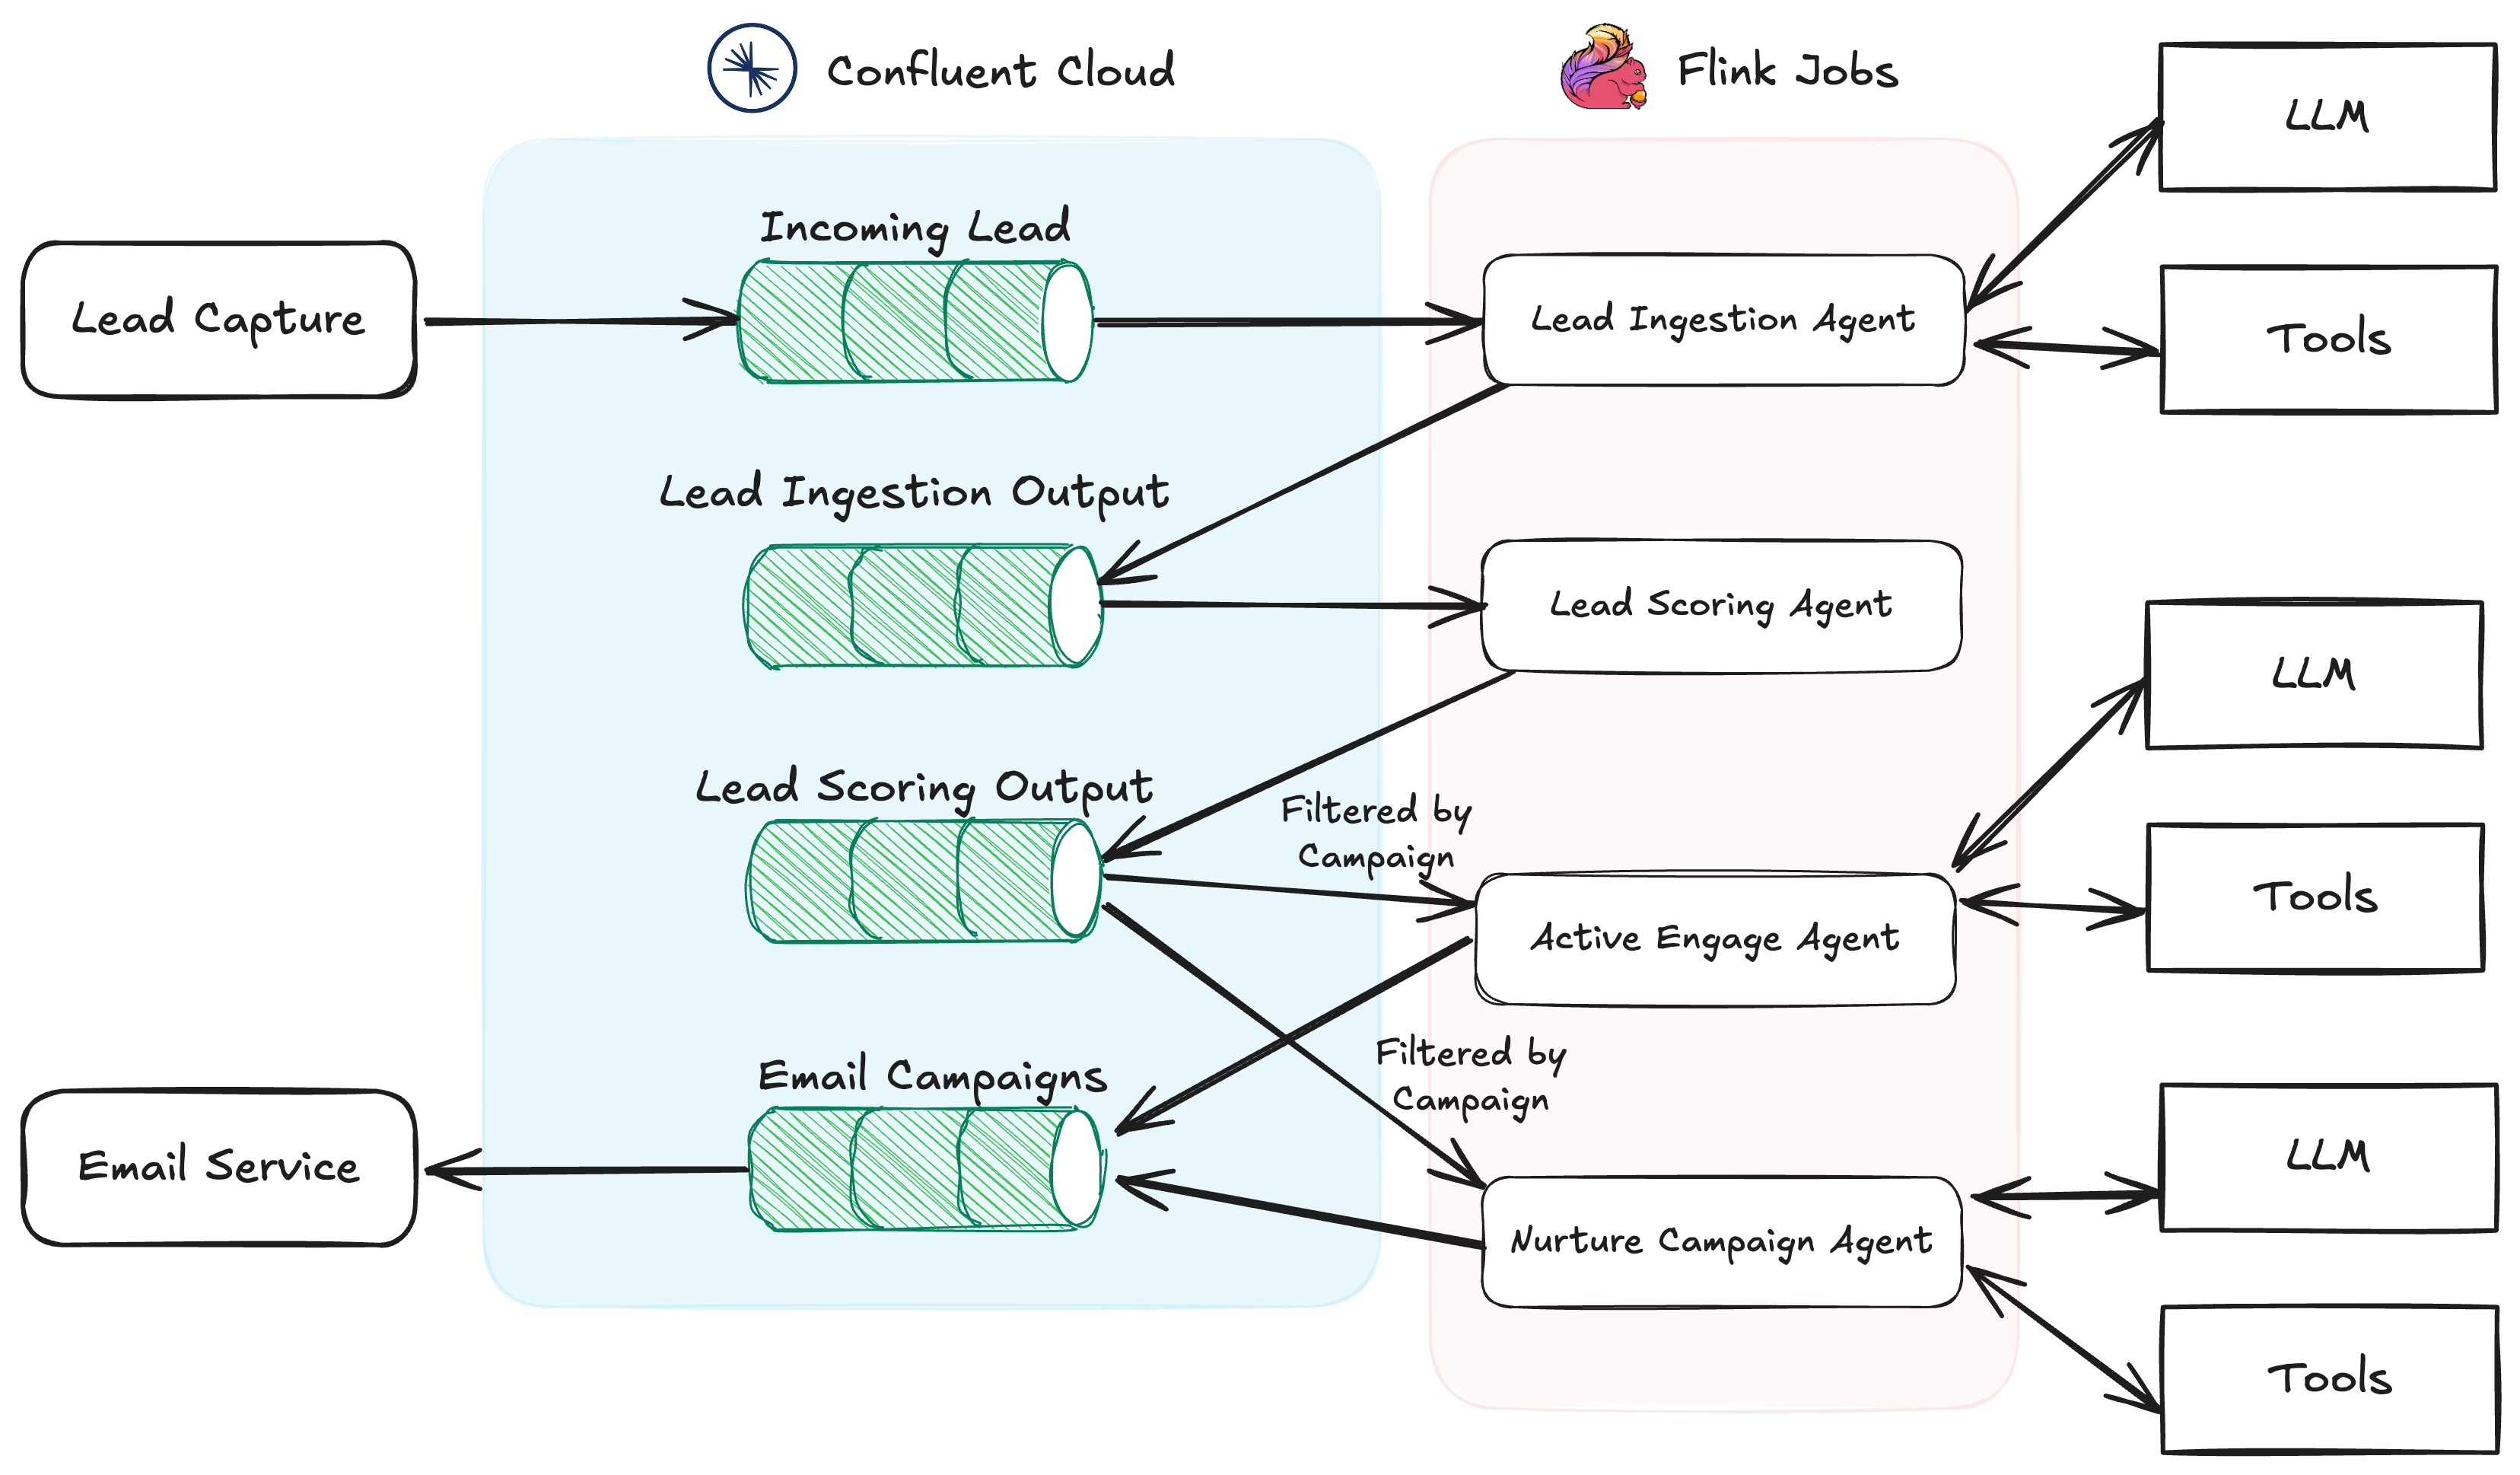 Confluent Cloud
Flink Jobs
LLM
Incoming Lead
Lead Capture
Lead Ingestion Agent
Tools
Lead Ingestion Output
Lead Scoring Agent
LLM
Lead Scoring Output
Filtered by
Campaign
Tools
Active Engage Agent
Filtered by
Campaign
Email Campaigns
Email Service
LLM
Nurture Campaign Agent
Tools